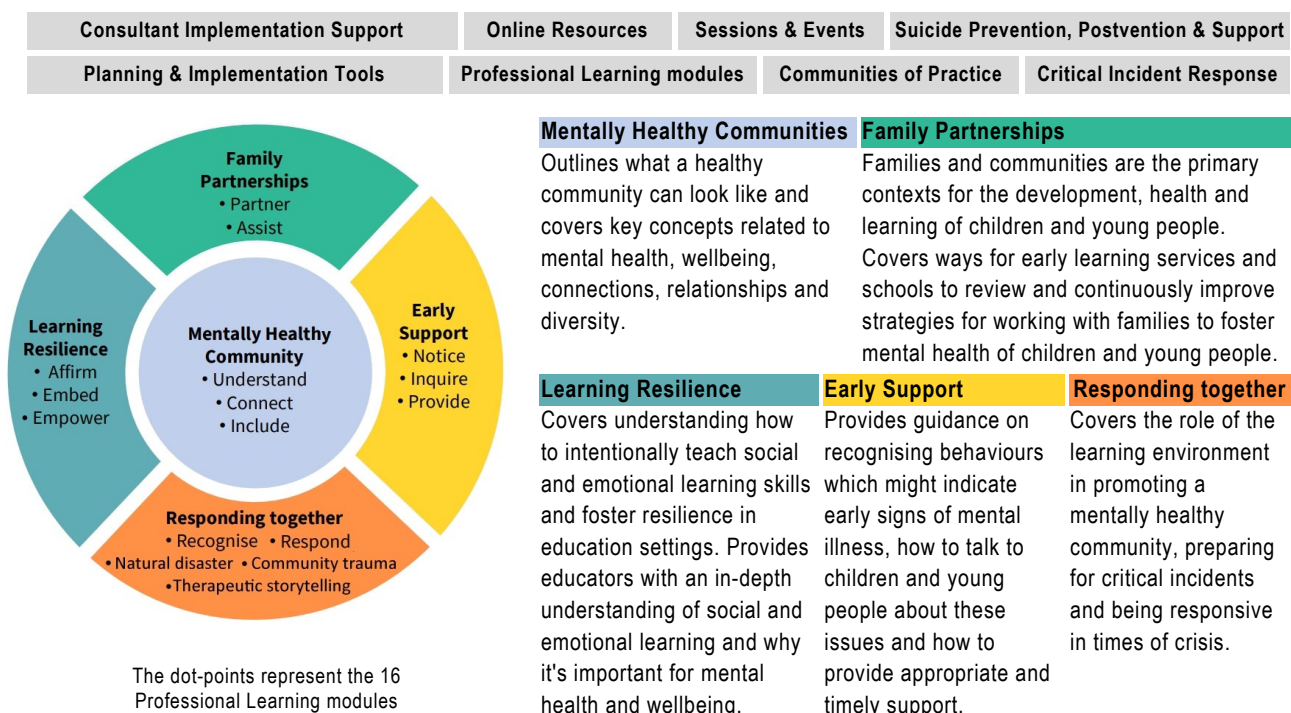 Consultant Implementation Support
Online Resources
Sessions & Events
Suicide Prevention, Postvention & Support
Planning & Implementation Tools
Professional Learning modules
Communities of Practice
Critical Incident Response
Family
Partnerships
• Partner
• Assist
Learning
Resilience
• Affirm
• Embed
• Empower
Mentally Healthy
Community
• Understand
• Connect
• Include
Early
Support
• Notice
• Inquire
• Provide
Responding together
• Recognise • Respond
• Natural disaster • Community trauma
•Therapeutic storytelling
The dot-points represent the 16
Professional Learning modules
Mentally Healthy Communities
Outlines what a healthy
community can look like and
covers key concepts related to
mental health, wellbeing,
connections, relationships and
diversity.
Family Partnerships
Families and communities are the primary
contexts for the development, health and
learning of children and young people.
Covers ways for early learning services and
schools to review and continuously improve
strategies for working with families to foster
mental health of children and young people.
Learning Resilience
Covers understanding how
to intentionally teach social
and emotional learning skills
and foster resilience in
education settings. Provides
educators with an in-depth
understanding of social and
emotional learning and why
it's important for mental
health and wellbeing.
Early Support
Provides guidance on
recognising behaviours
which might indicate
early signs of mental
illness, how to talk to
children and young
people about these
issues and how to
provide appropriate and
timely support.
Responding together
Covers the role of the
learning environment
in promoting a
mentally healthy
community, preparing
for critical incidents
and being responsive
in times of crisis.